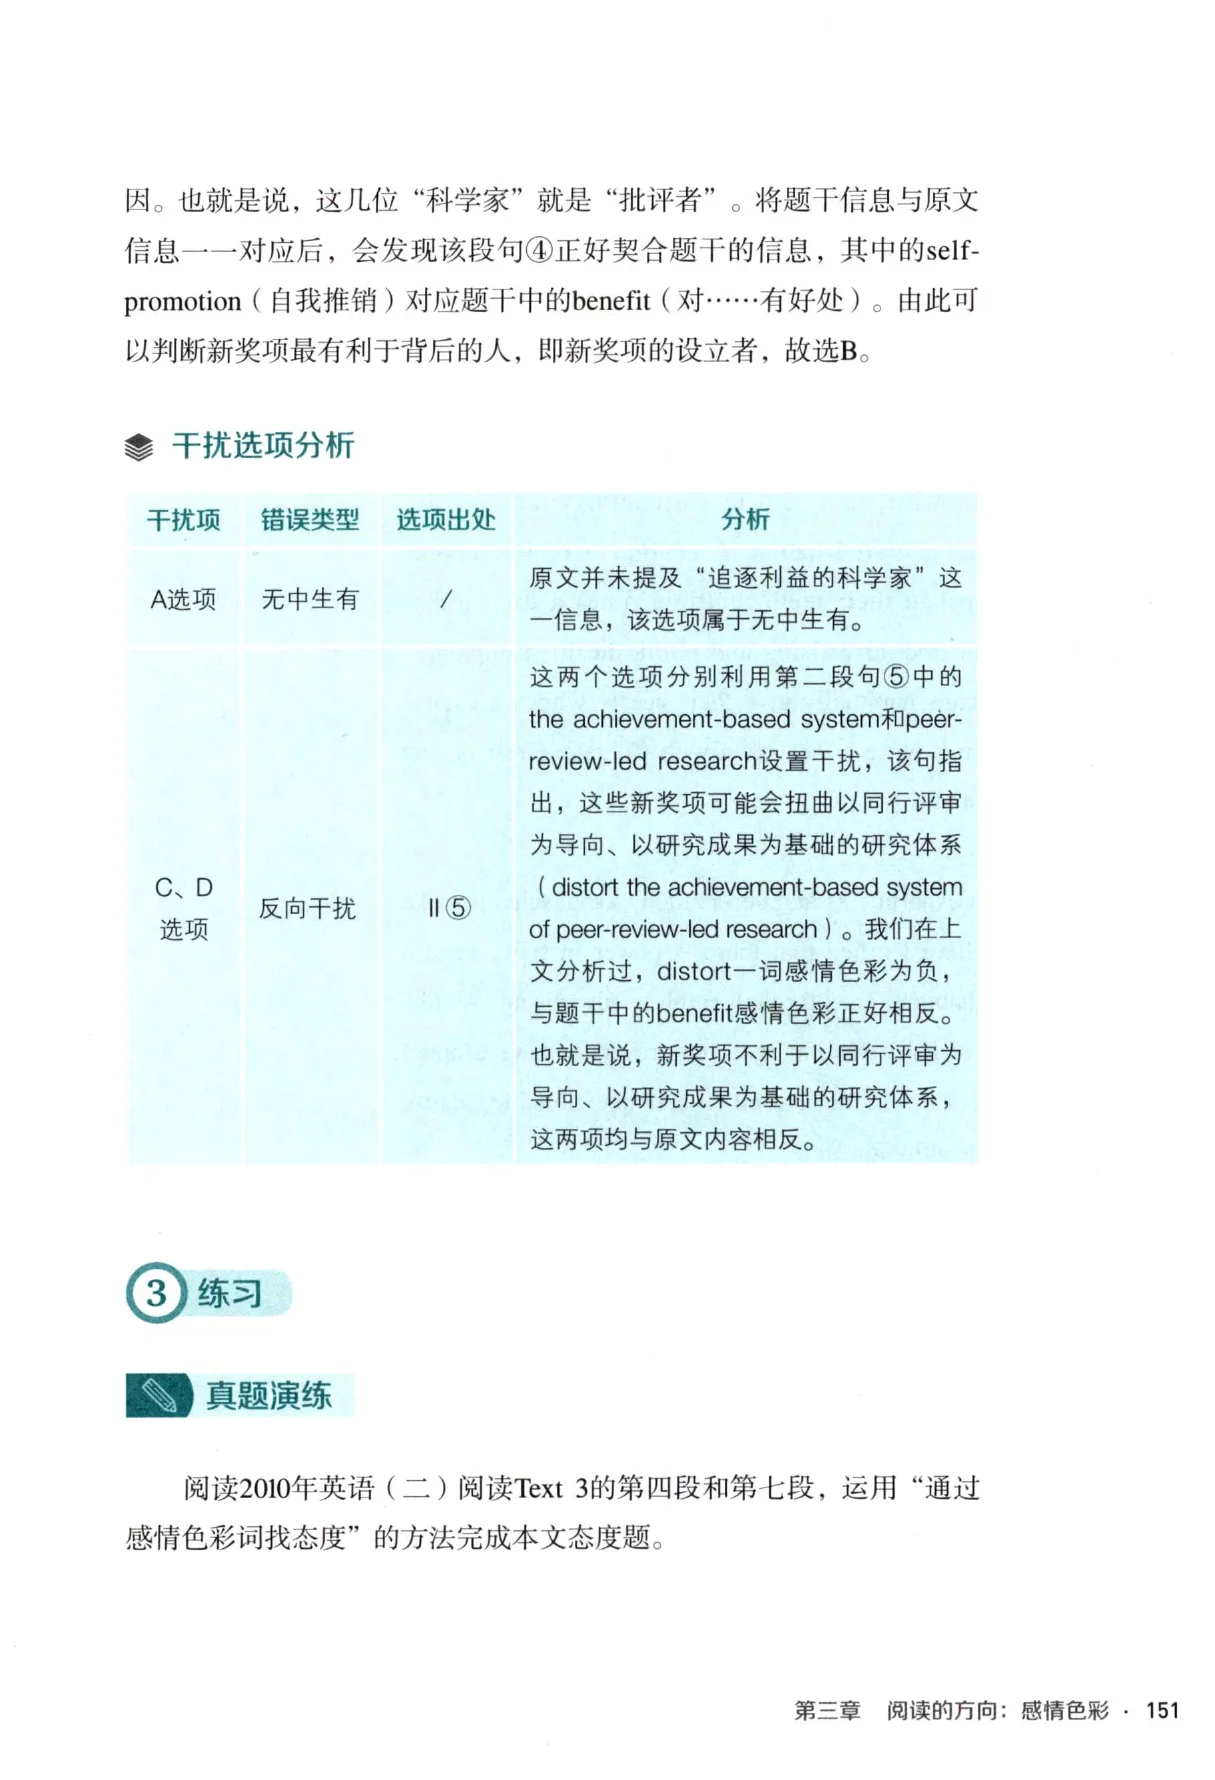 因。也就是说，这几位“科学家”就是“批评者”。将题干信息与原文
信息一一对应后，会发现该段句④正好契合题干的信息，其中的self-
promotion（自我推销）对应题干中的benefit（对……有好处）。由此可
以判断新奖项最有利于背后的人，即新奖项的设立者，故选B。
干扰选项分析
干扰项 错误类型 选项出处 分析
A选项 无中生有 /
原文并未提及“追逐利益的科学家”这
一信息，该选项属于无中生有。
C、D
选项
反向干扰
Ⅱ⑤
这两个选项分别利用第二段句⑤中的
the achievement-based system和peer-
review-led research设置干扰，该句指
出，这些新奖项可能会扭曲以同行评审
为导向、以研究成果为基础的研究体系
（distort the achievement-based system
of peer-review-led research）。我们在上
文分析过，distort一词感情色彩为负，
与题干中的benefit感情色彩正好相反。
也就是说，新奖项不利于以同行评审为
导向、以研究成果为基础的研究体系，
这两项均与原文内容相反。
3 练习
真题演练
阅读2010年英语（二）阅读Text 3的第四段和第七段，运用“通过
感情色彩词找态度”的方法完成本文态度题。
第三章 阅读的方向：感情色彩 · 151